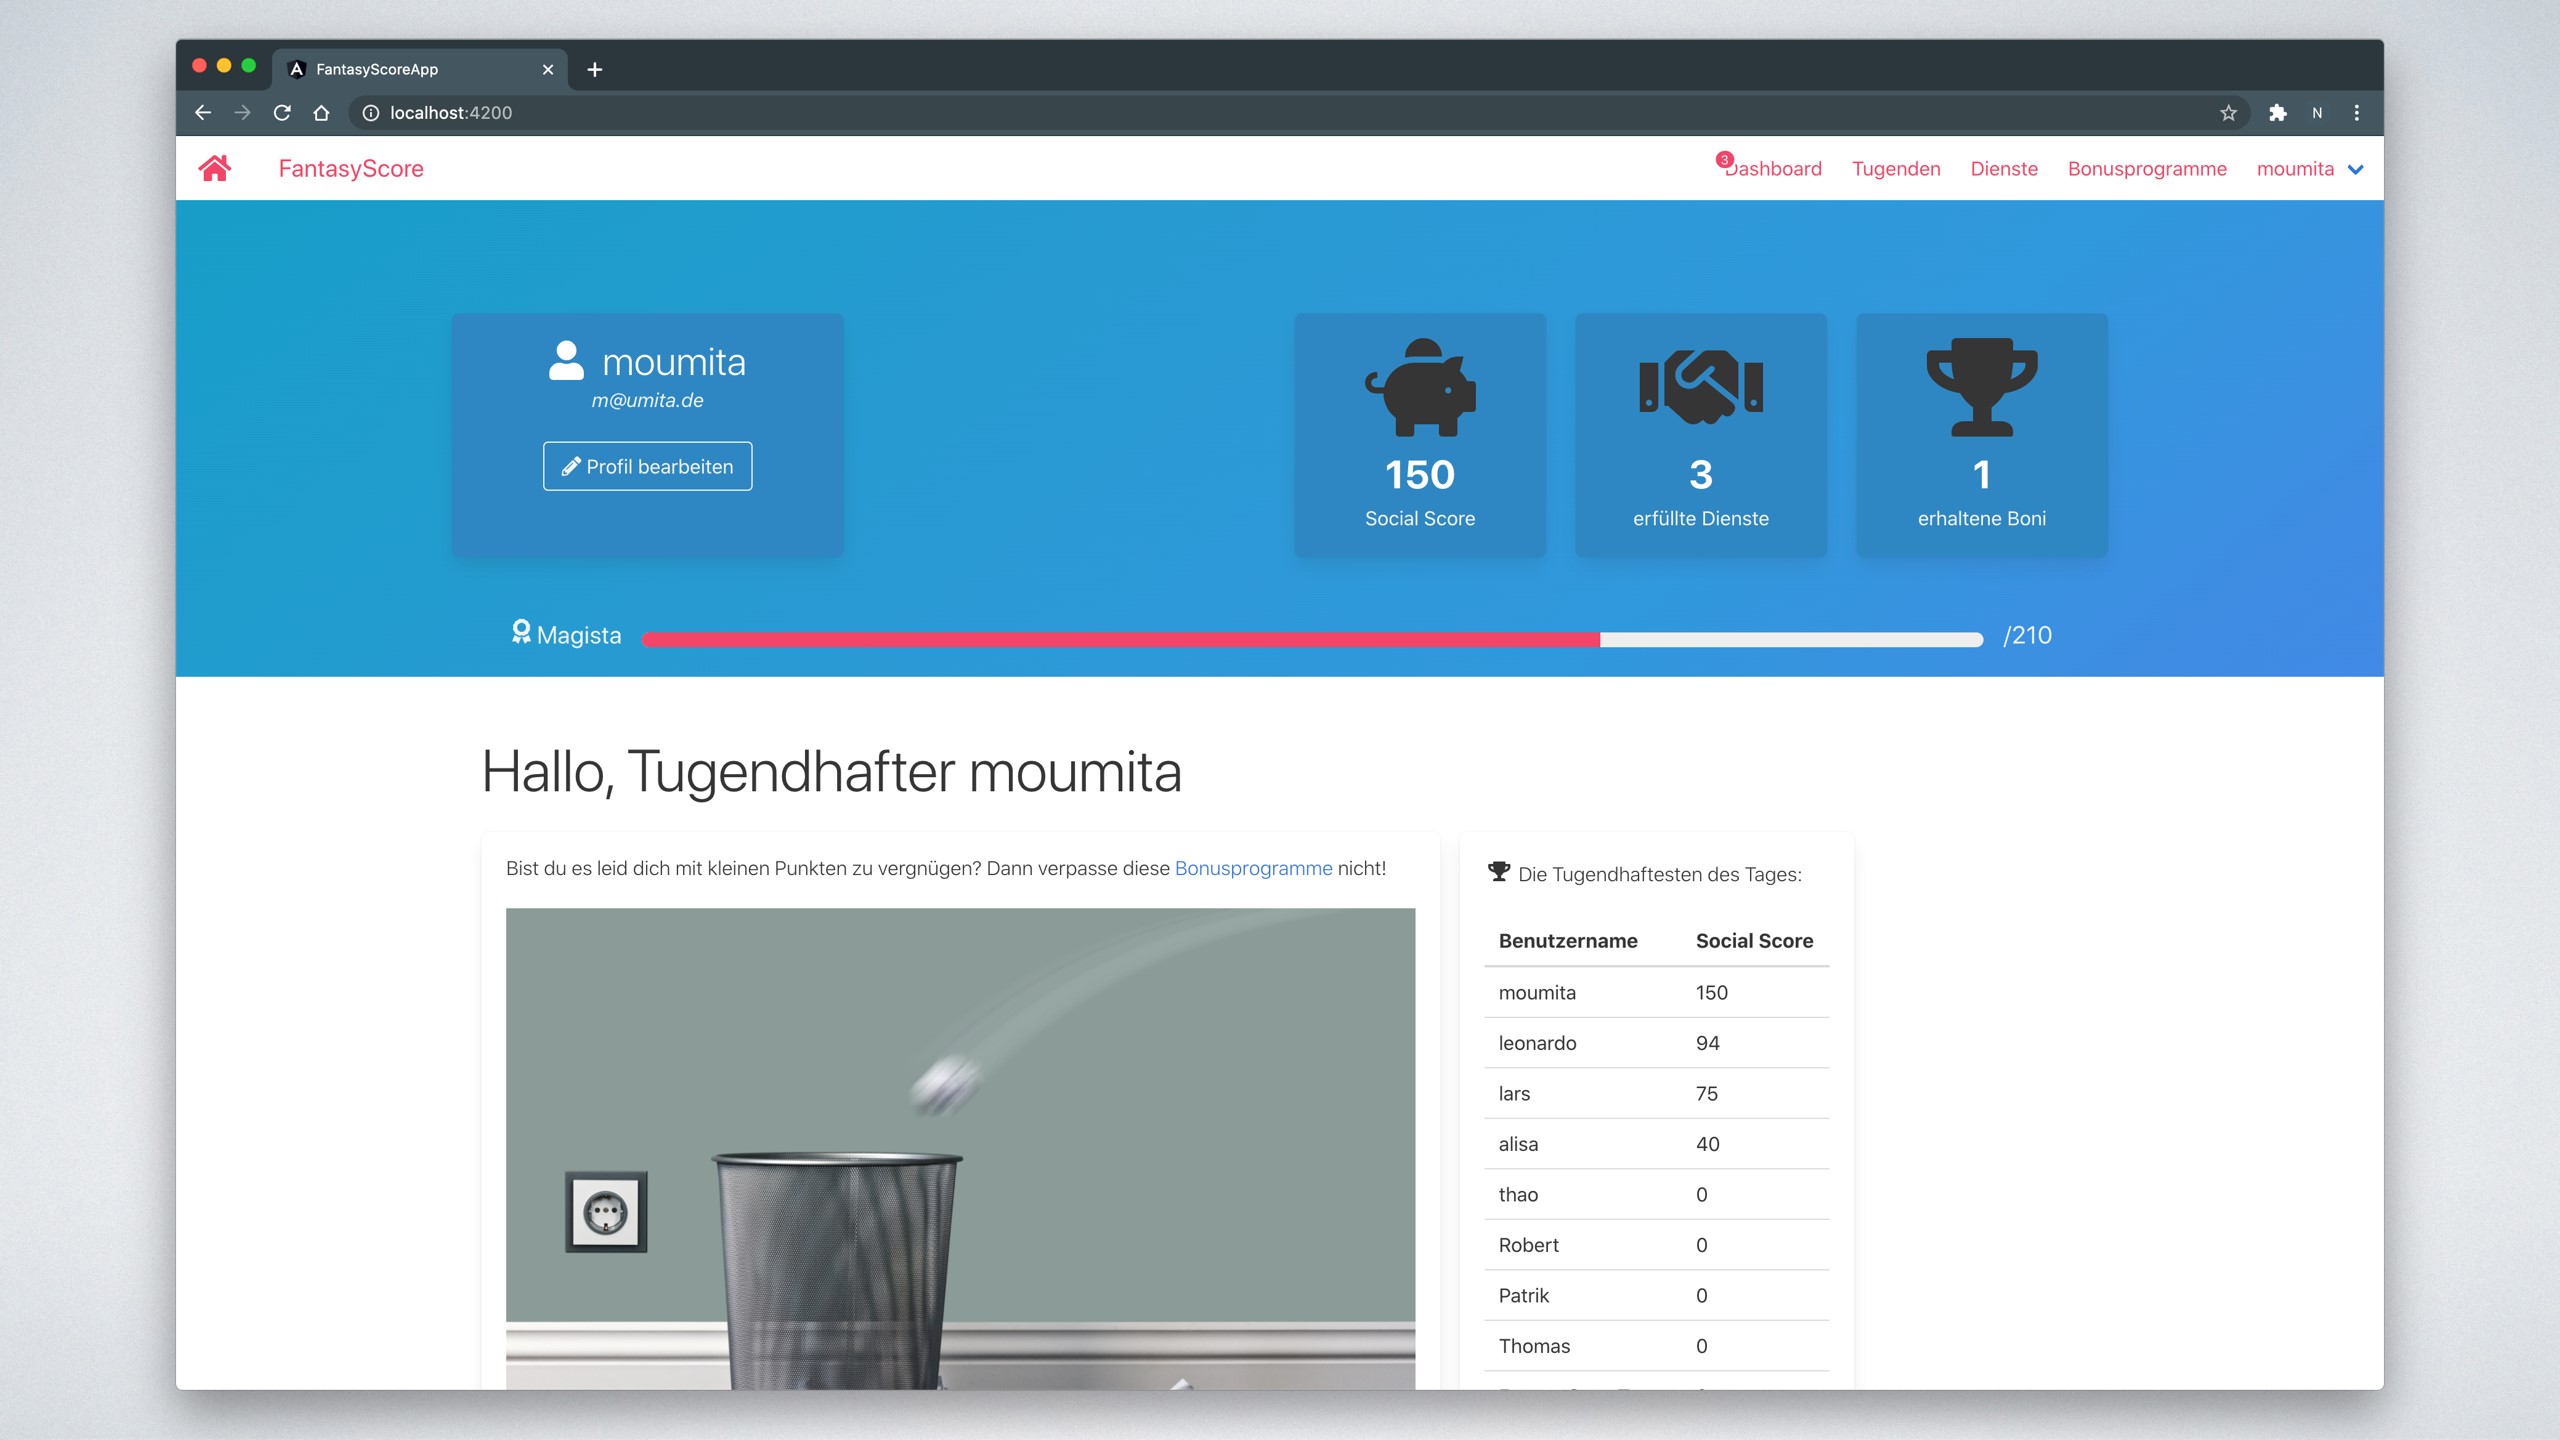 FantasyScoreApp
localhost:4200
N
FantasyScore
3
Dashboard Tugenden Dienste Bonusprogramme moumita
moumita
m@umita.de
Profil bearbeiten
150
Social Score
3
erfüllte Dienste
1
erhaltene Boni
Magista
/210
Hallo, Tugendhafter moumita
Bist du es leid dich mit kleinen Punkten zu vergnügen? Dann verpasse diese Bonusprogramme nicht!
Die Tugendhaftesten des Tages:
Benutzername Social Score
moumita 150
leonardo 94
lars 75
alisa 40
thao 0
Robert 0
Patrik 0
Thomas 0